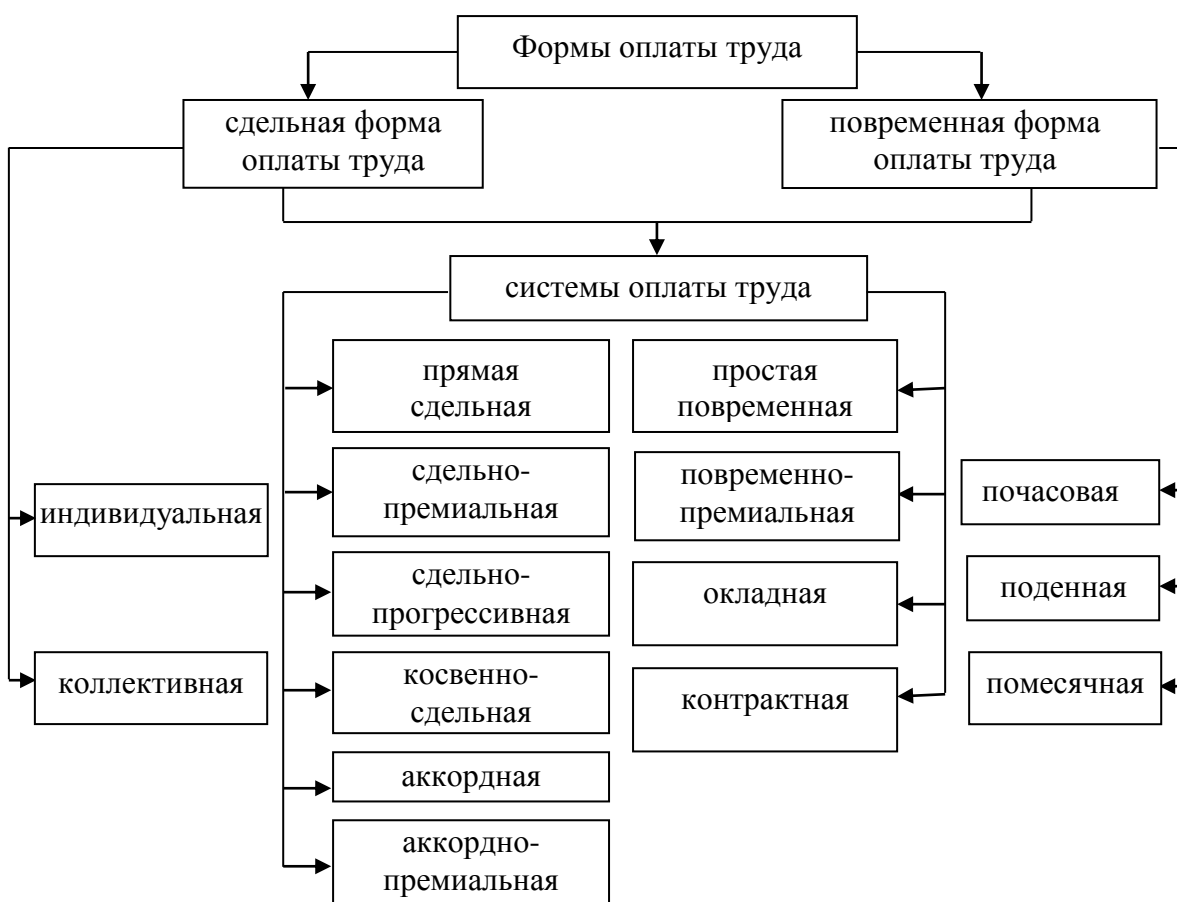 Формы оплаты труда
сдельная форма
оплаты труда
повременная форма
оплаты труда
системы оплаты труда
прямая
сдельная
простая
повременная
сдельно-
премиальная
повременно-
премиальная
почасовая
индивидуальная
сдельно-
прогрессивная
окладная
поденная
коллективная
косвенно-
сдельная
контрактная
помесячная
аккордная
аккордно-
премиальная